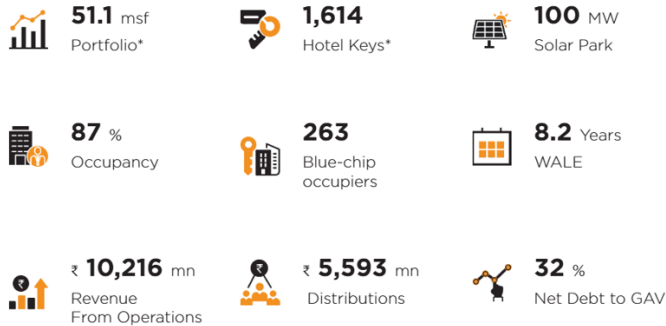 51.1 msf
Portfolio*
1,614
Hotel Keys*
100 MW
Solar Park
87 %
Occupancy
263
Blue-chip
occupiers
8.2 Years
WALE
₹ 10,216 mn
Revenue
From Operations
₹ 5,593 mn
Distributions
32 %
Net Debt to GAV